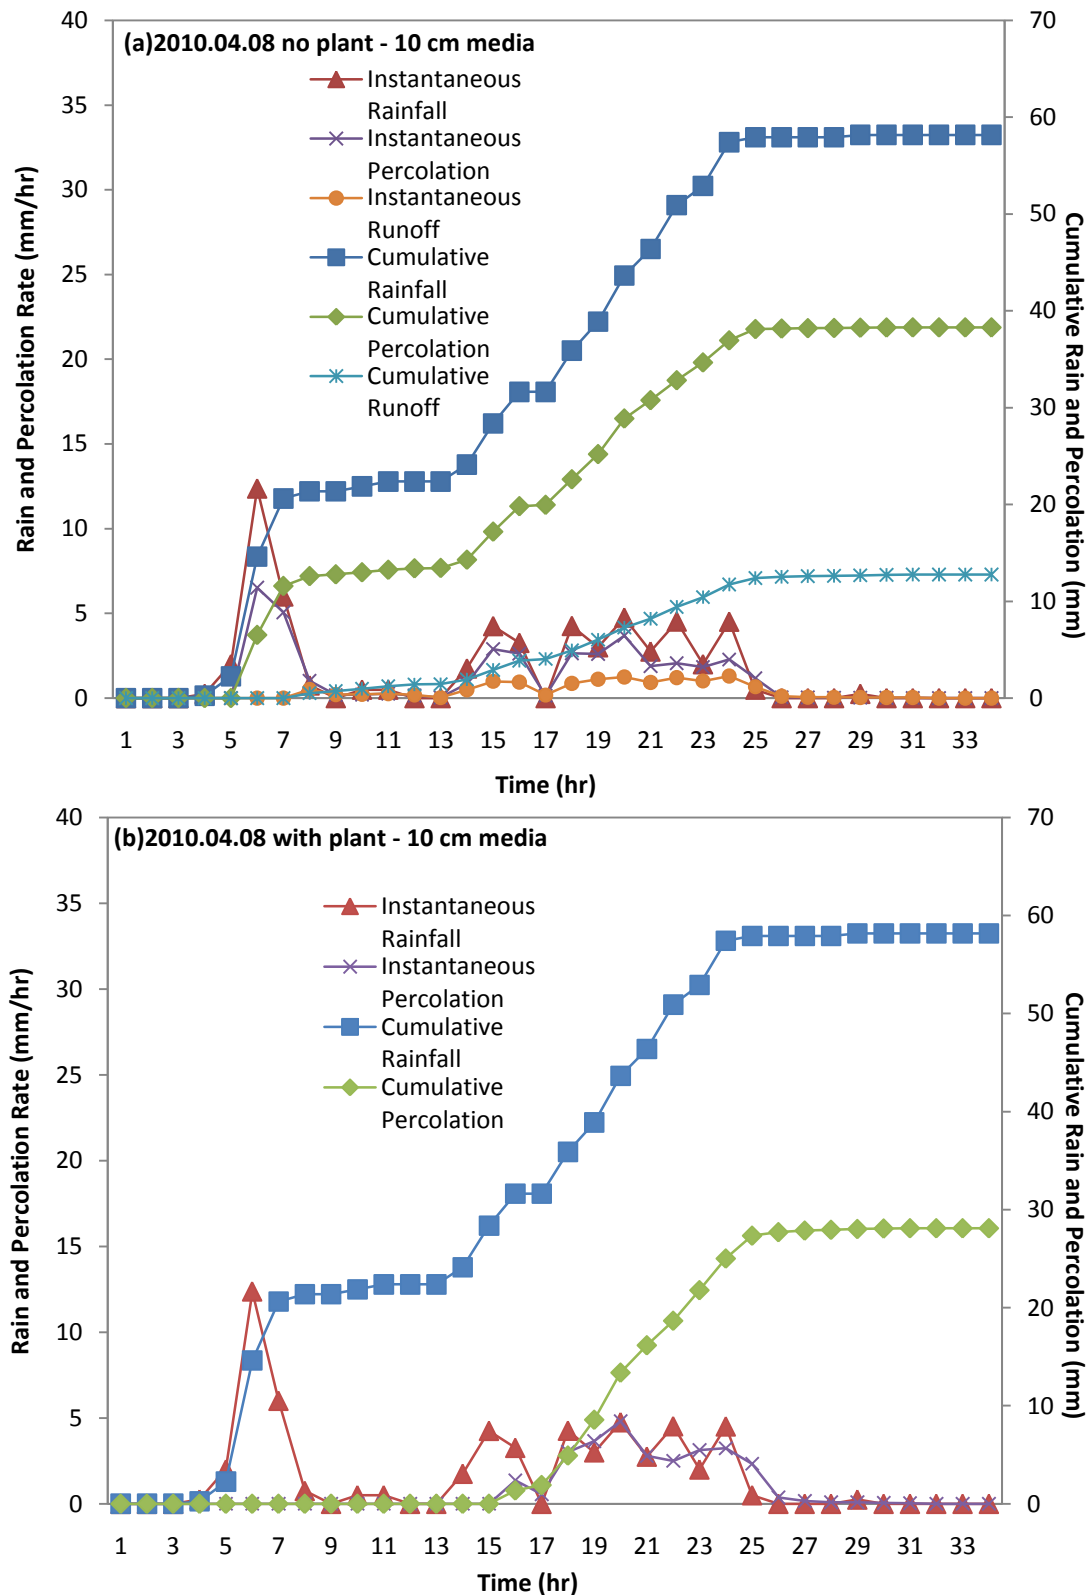 (a)2010.04.08 no plant - 10 cm media
Instantaneous
Rainfall
Instantaneous
Percolation
Instantaneous
Runoff
Cumulative
Rainfall
Cumulative
Percolation
Cumulative
Runoff
Rain and Percolation Rate (mm/hr)
40
35
30
25
20
15
10
5
0
Cumulative Rain and Percolation (mm)
70
60
50
40
30
20
10
0
1 3 5 7 9 11 13 15 17 19 21 23 25 27 29 31 33
Time (hr)
(b)2010.04.08 with plant - 10 cm media
Instantaneous
Rainfall
Instantaneous
Percolation
Cumulative
Rainfall
Cumulative
Percolation
Rain and Percolation Rate (mm/hr)
40
35
30
25
20
15
10
5
0
Cumulative Rain and Percolation (mm)
70
60
50
40
30
20
10
0
1 3 5 7 9 11 13 15 17 19 21 23 25 27 29 31 33
Time (hr)